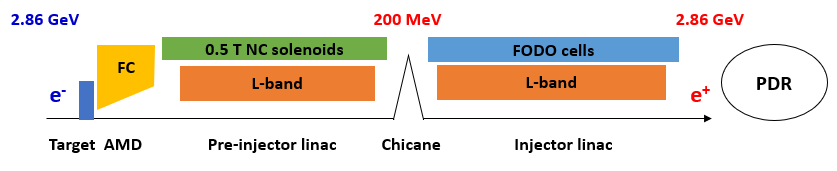 2.86 GeV 200 MeV 2.86 GeV
FC 0.5 T NC solenoids FODO cells
e- L-band L-band e+ PDR
Target AMD Pre-injector linac Chicane Injector linac